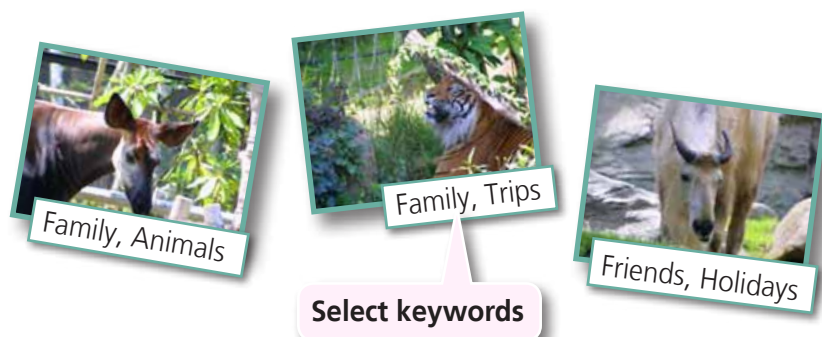 Family, Animals
Family, Trips
Friends, Holidays
Select keywords